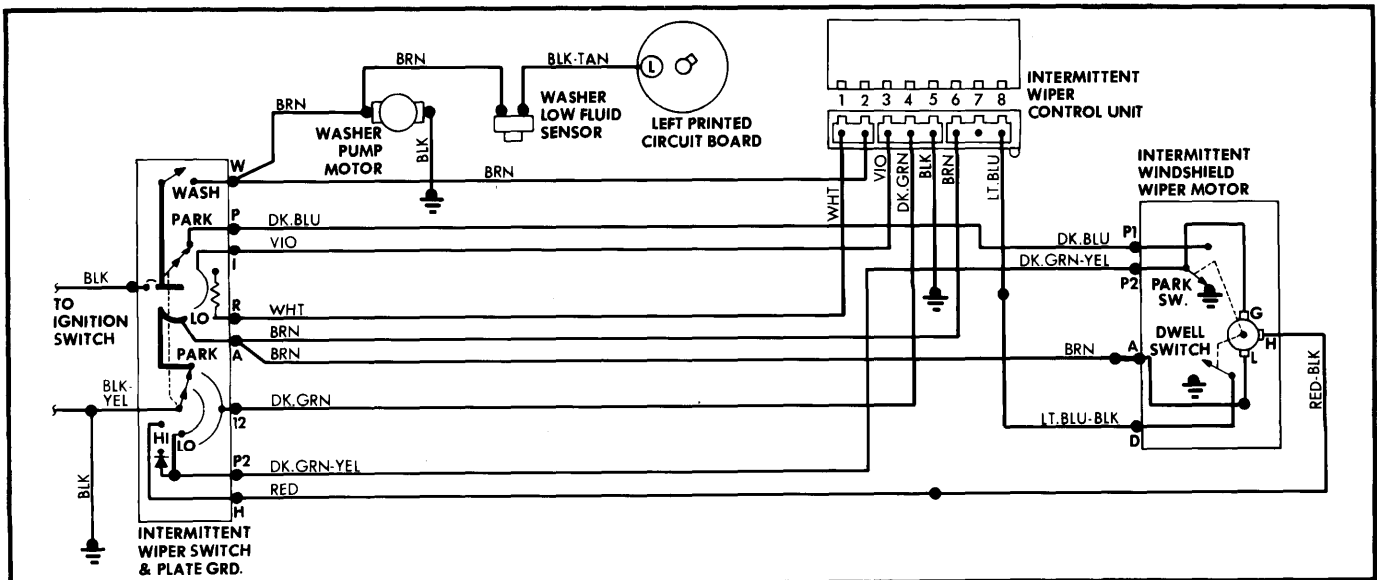 BRN
BLK-TAN
L
BRN
WASHER
PUMP
MOTOR
BLK
WASHER
LOW FLUID
SENSOR
LEFT PRINTED
CIRCUIT BOARD
1 2 3 4 5 6 7 8
INTERMITTENT
WIPER
CONTROL UNIT
INTERMITTENT
WINDSHIELD
WIPER MOTOR
W
WASH
BRN
WHT
VIO
DK.GRN
BLK
BRN
LT.BLU
PARK
P
DK.BLU
I
VIO
P1
DK.BLU
DK.GRN-YEL
P2
PARK
SW.
BLK
TO
IGNITION
SWITCH
R
LO
WHT
BRN
A
BRN
PARK
G
H
L
DWELL
SWITCH
BRN
A
RED-BLK
BLK-
YEL
DK.GRN
12
LT.BLU-BLK
D
HI
LO
P2
DK.GRN-YEL
RED
H
BLK
INTERMITTENT
WIPER SWITCH
& PLATE GRD.